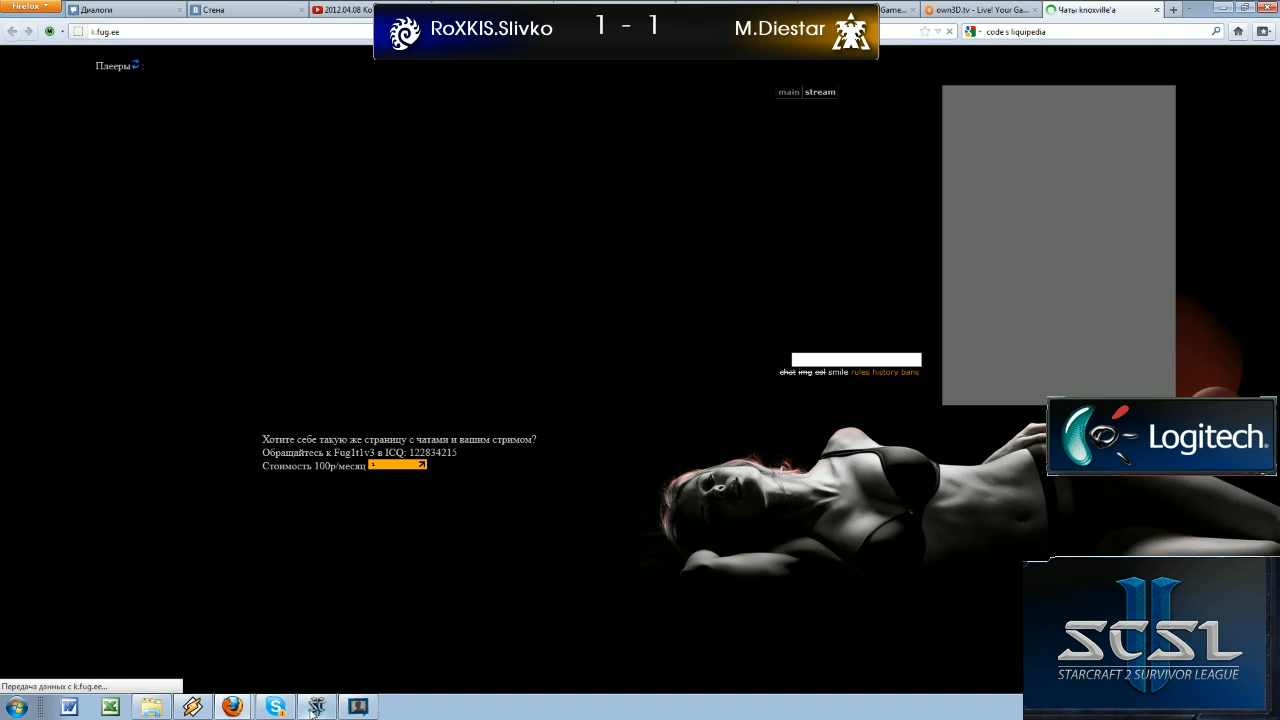 Firefox
Диалоги
Стена
2012.04.08 Ko
own3D.tv - Live! Your Ga...
Чаты knoxville'а
k.fug.ee
code s liquipedia
RoXKIS.Slivko
1 - 1
M.Diestar
Плееры :
main stream
chat img col smile rules history bans
Хотите себе такую же страницу с чатами и вашим стримом?
Обращайтесь к Fug1t1v3 в ICQ: 122834215
Стоимость 100р/месяц
Logitech
SCSL
STARCRAFT 2 SURVIVOR LEAGUE
Передача данных с k.fug.ee...